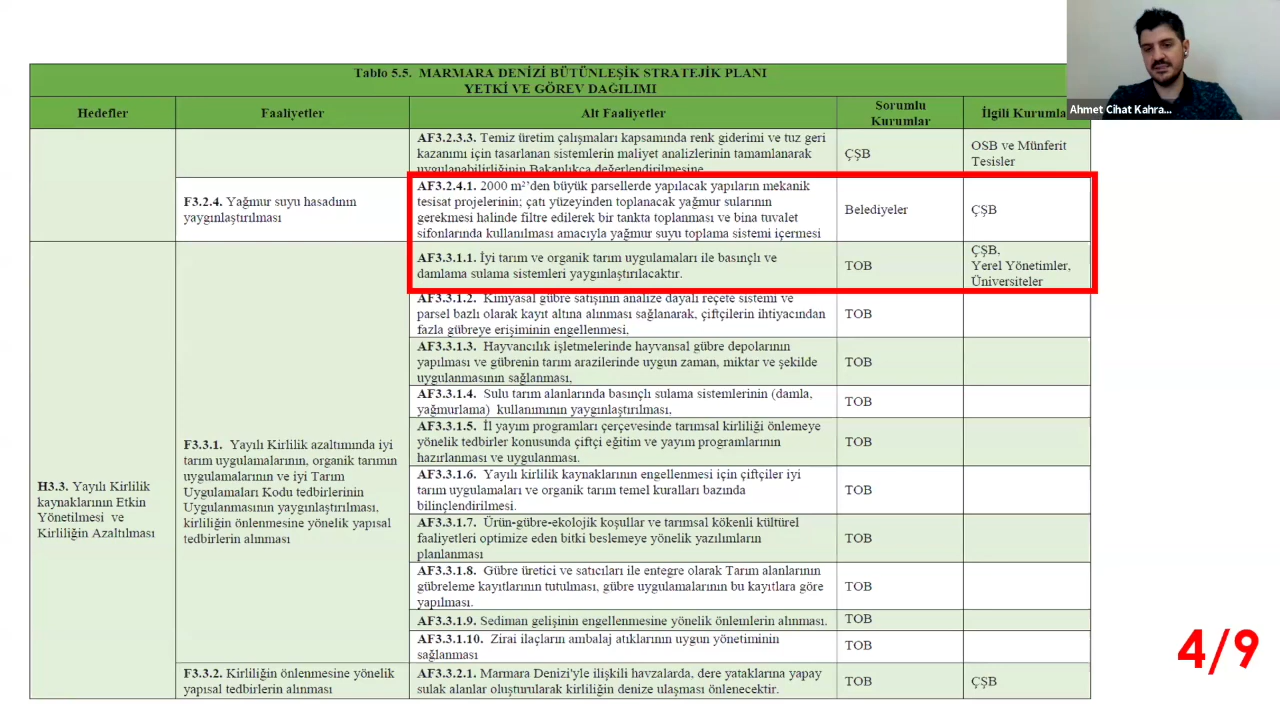 Ahmet Cihat Kahra...
Tablo 5.5. MARMARA DENİZİ BÜTÜNLEŞİK STRATEJİK PLANI
YETKİ VE GÖREV DAĞILIMI
Hedefler
Faaliyetler
Alt Faaliyetler
Sorumlu
Kurumlar
İlgili Kurumla
AF3.2.3.3. Temiz üretim çalışmaları kapsamında renk giderimi ve tuz geri
kazanımı için tasarlanan sistemlerin maliyet analizlerinin tamamlanarak
uygulanabilirliğinin Bakanlıkça değerlendirilmesine
ÇŞB
OSB ve Münferit
Tesisler
F3.2.4. Yağmur suyu hasadının
yaygınlaştırılması
AF3.2.4.1. 2000 m²'den büyük parsellerde yapılacak yapıların mekanik
tesisat projelerinin; çatı yüzeyinden toplanacak yağmur sularının
gerekmesi halinde filtre edilerek bir tankta toplanması ve bina tuvalet
sifonlarında kullanılması amacıyla yağmur suyu toplama sistemi içermesi
Belediyeler
ÇŞB
H3.3. Yayılı Kirlilik
kaynaklarının Etkin
Yönetilmesi ve
Kirliliğin Azaltılması
F3.3.1. Yayılı Kirlilik azaltımında iyi
tarım uygulamalarının, organik tarımın
uygulamalarının ve iyi Tarım
Uygulamaları Kodu tedbirlerinin
Uygulanmasının yaygınlaştırılması,
kirliliğin önlenmesine yönelik yapısal
tedbirlerin alınması
AF3.3.1.1. İyi tarım ve organik tarım uygulamaları ile basınçlı ve
damlama sulama sistemleri yaygınlaştırılacaktır.
TOB
ÇŞB,
Yerel Yönetimler,
Üniversiteler
AF3.3.1.2. Kimyasal gübre satışının analize dayalı reçete sistemi ve
parsel bazlı olarak kayıt altına alınması sağlanarak, çiftçilerin ihtiyacından
fazla gübreye erişiminin engellenmesi,
TOB
AF3.3.1.3. Hayvancılık işletmelerinde hayvansal gübre depolarının
yapılması ve gübrenin tarım arazilerinde uygun zaman, miktar ve şekilde
uygulanmasının sağlanması,
TOB
AF3.3.1.4. Sulu tarım alanlarında basınçlı sulama sistemlerinin (damla,
yağmurlama) kullanımının yaygınlaştırılması,
TOB
AF3.3.1.5. İl yayım programları çerçevesinde tarımsal kirliliği önlemeye
yönelik tedbirler konusunda çiftçi eğitim ve yayım programlarının
hazırlanması ve uygulanması.
TOB
AF3.3.1.6. Yayılı kirlilik kaynaklarının engellenmesi için çiftçiler iyi
tarım uygulamaları ve organik tarım temel kuralları bazında
bilinçlendirilmesi.
TOB
AF3.3.1.7. Ürün-gübre-ekolojik koşullar ve tarımsal kökenli kültürel
faaliyetleri optimize eden bitki beslemeye yönelik yazılımların
planlanması
TOB
AF3.3.1.8. Gübre üretici ve satıcıları ile entegre olarak Tarım alanlarının
gübreleme kayıtlarının tutulması, gübre uygulamalarının bu kayıtlara göre
yapılması.
TOB
AF3.3.1.9. Sediman gelişinin engellenmesine yönelik önlemlerin alınması.
TOB
AF3.3.1.10. Zirai ilaçların ambalaj atıklarının uygun yönetiminin
sağlanması
TOB
F3.3.2. Kirliliğin önlenmesine yönelik
yapısal tedbirlerin alınması
AF3.3.2.1. Marmara Denizi'yle ilişkili havzalarda, dere yataklarına yapay
sulak alanlar oluşturularak kirliliğin denize ulaşması önlenecektir.
TOB
ÇŞB
4/9